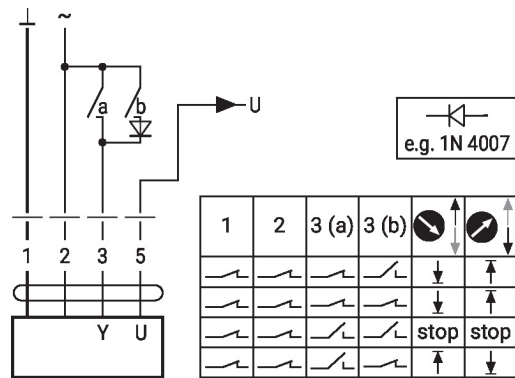 ⊥ ~
a b
U
e.g. 1N 4007
1 2 3 5
Y U
1 2 3 (a) 3 (b)
stop stop